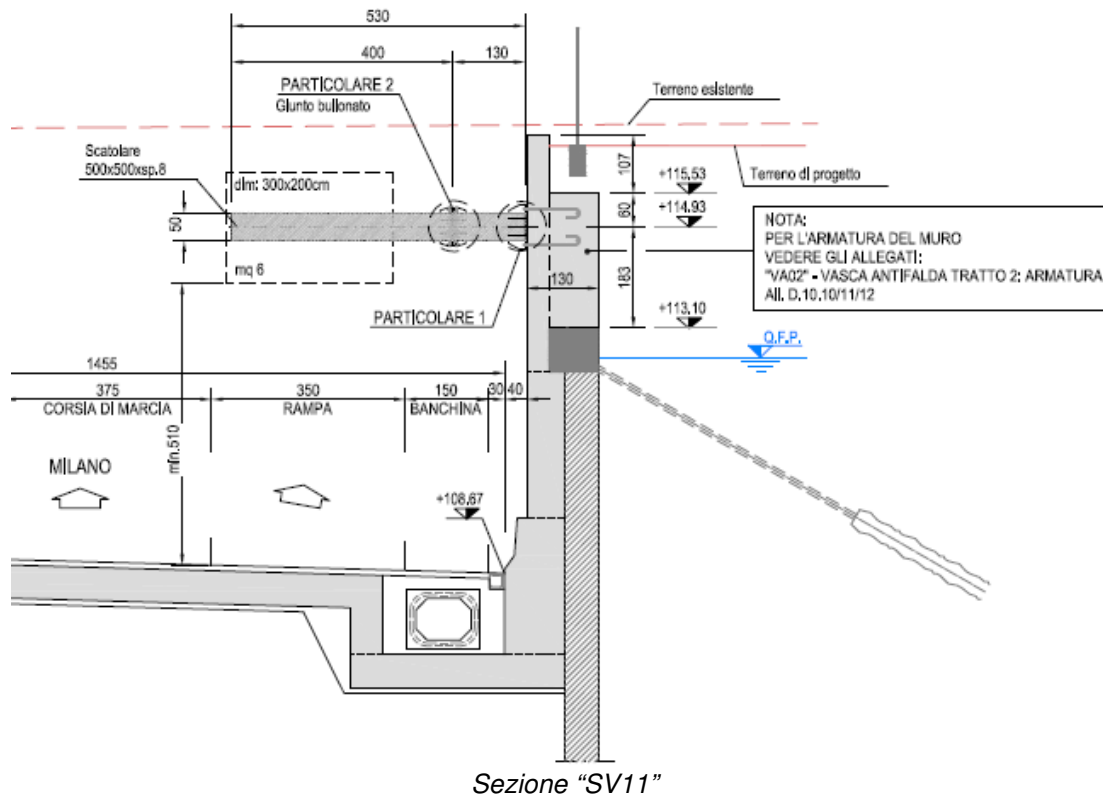 530
400
130
PARTICOLARE 2
Giunto bullonato
Terreno esistente
Scatolare
500x500xsp.8
dim: 300x200cm
107
+115.53
Terreno di progetto
60
+114.93
50
NOTA:
PER L'ARMATURA DEL MURO
VEDERE GLI ALLEGATI:
"VA02" - VASCA ANTIFALDA TRATTO 2: ARMATURA
All. D.10.10/11/12
mq 6
130
183
PARTICOLARE 1
+113.10
Q.F.P.
1455
375
350
150
30
40
CORSIA DI MARCIA
RAMPA
BANCHINA
min.510
MILANO
+108.67
Sezione “SV11”